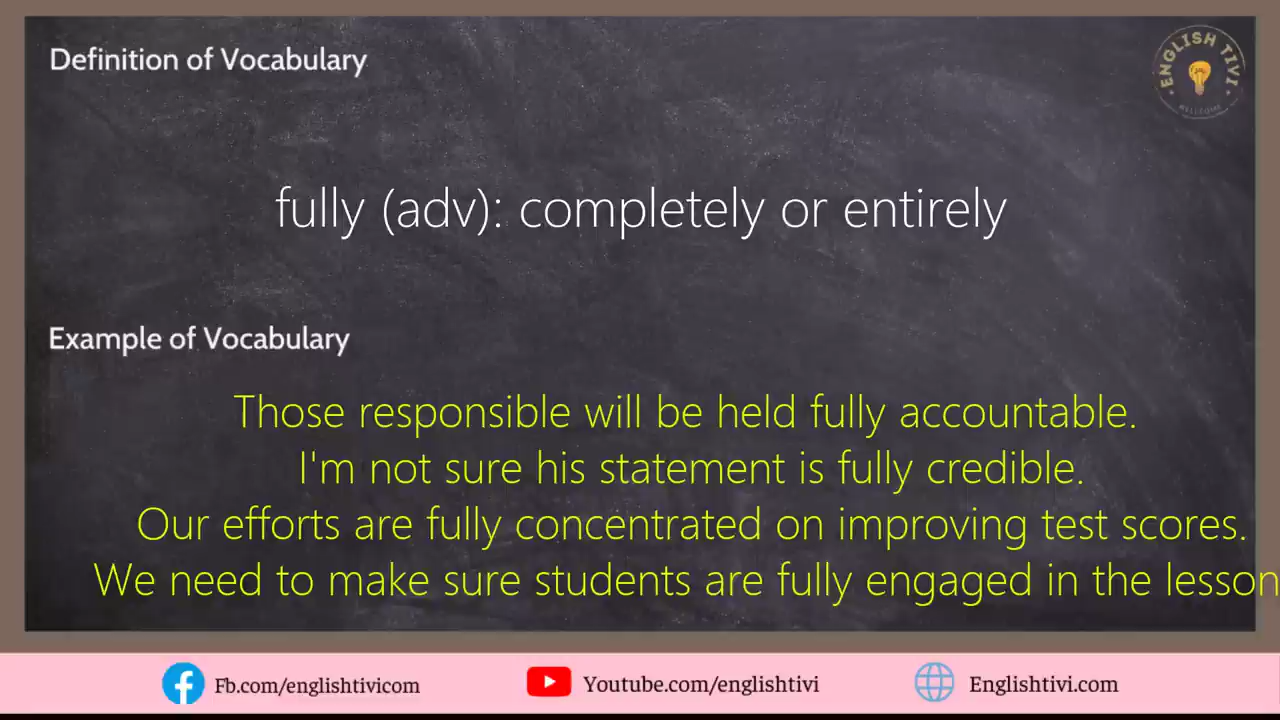 Definition of Vocabulary
ENGLISH TIVI
WELCOME
fully (adv): completely or entirely
Example of Vocabulary
Those responsible will be held fully accountable.
I'm not sure his statement is fully credible.
Our efforts are fully concentrated on improving test scores.
We need to make sure students are fully engaged in the lesson
Fb.com/englishtivicom
Youtube.com/englishtivi
Englishtivi.com